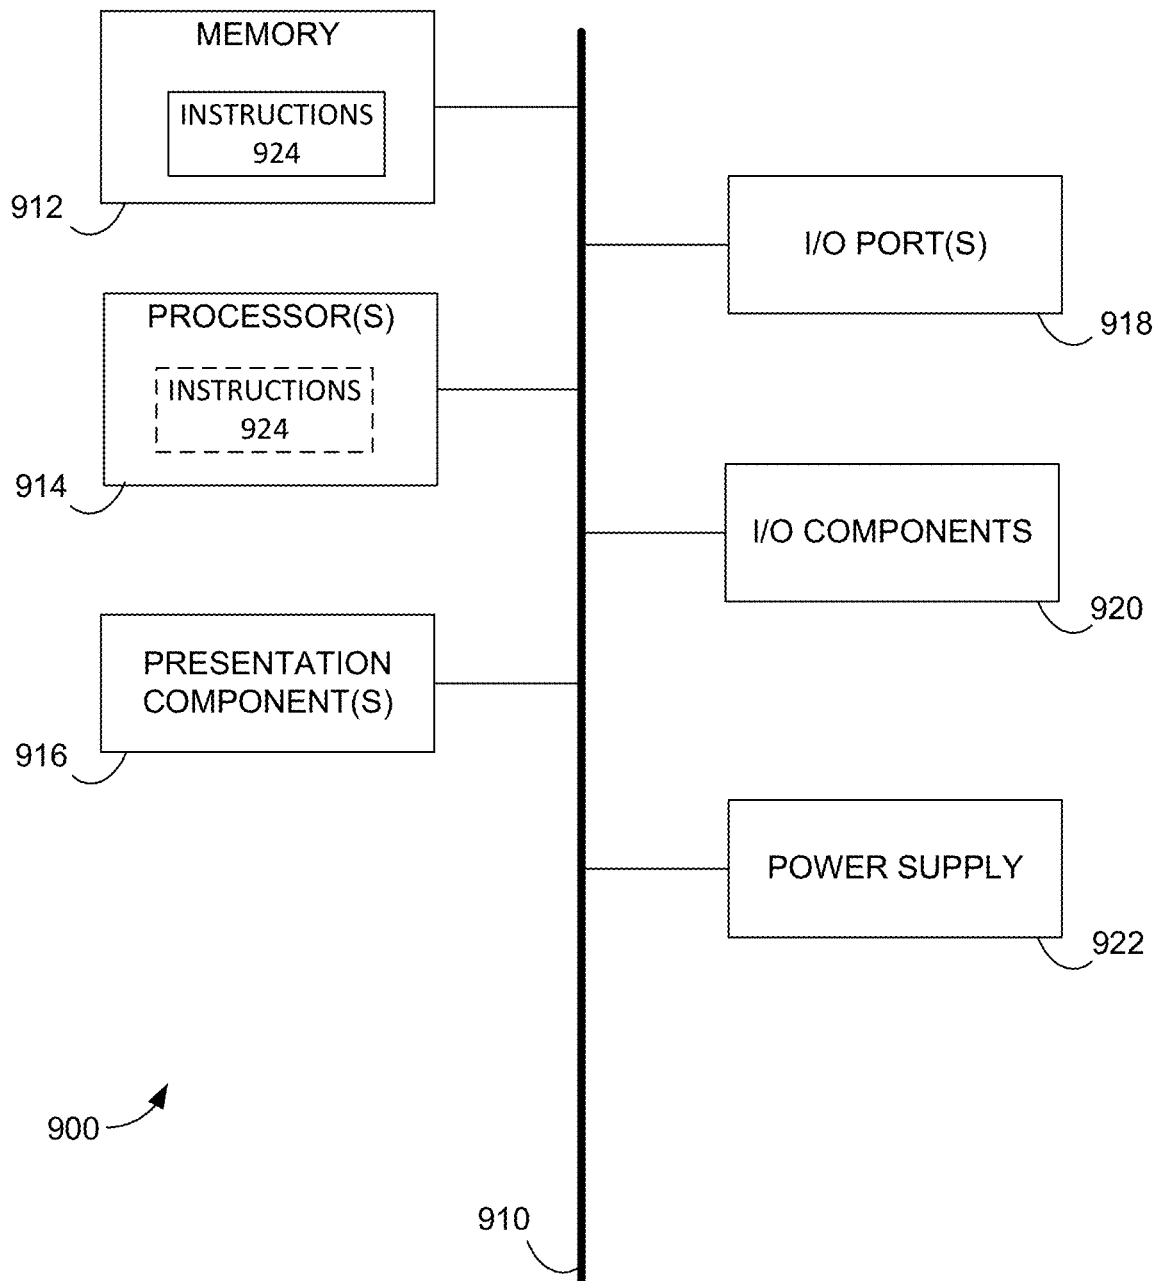 MEMORY
INSTRUCTIONS
924
912
I/O PORT(S)
918
PROCESSOR(S)
INSTRUCTIONS
924
914
I/O COMPONENTS
920
PRESENTATION
COMPONENT(S)
916
POWER SUPPLY
922
900
910